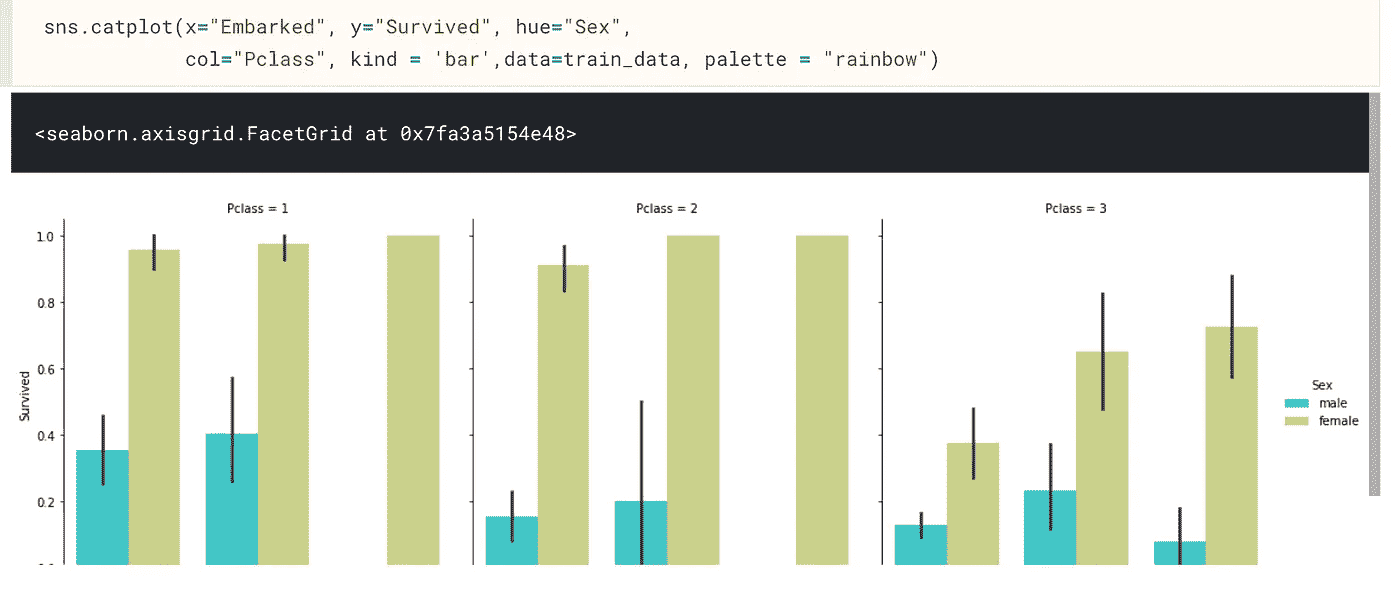 sns.catplot(x="Embarked", y="Survived", hue="Sex",
col="Pclass", kind = 'bar',data=train_data, palette = "rainbow")
<seaborn.axisgrid.FacetGrid at 0x7fa3a5154e48>
Pclass = 1 Pclass = 2 Pclass = 3
1.0
0.8
0.6
Survived
Sex
male
0.4
female
0.2